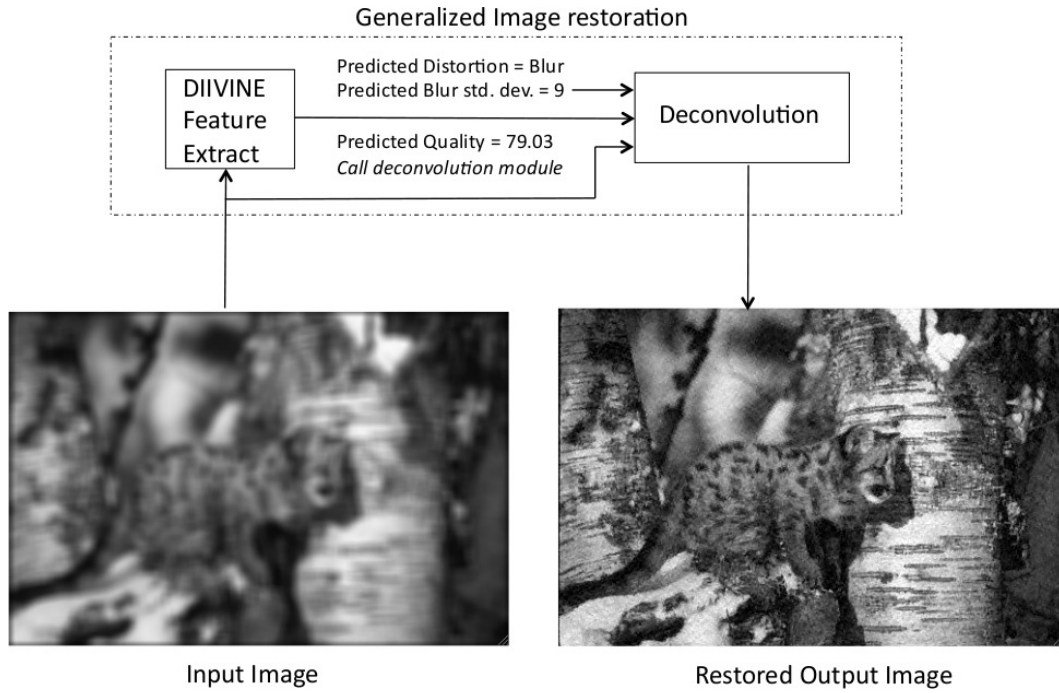 Generalized Image restoration
DIIVINE
Feature
Extract
Predicted Distortion = Blur
Predicted Blur std. dev. = 9
Predicted Quality = 79.03
Call deconvolution module
Deconvolution
Input Image
Restored Output Image